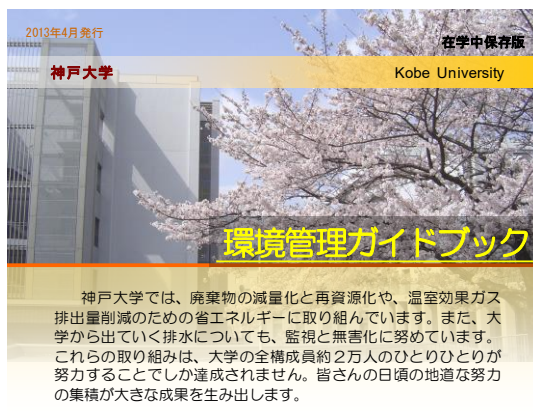 2013年4月発行
在学中保存版
神戸大学
Kobe University
環境管理ガイドブック
神戸大学では、廃棄物の減量化と再資源化や、温室効果ガス
排出量削減のための省エネルギーに取り組んでいます。また、大
学から出ていく排水についても、監視と無害化に努めています。
これらの取り組みは、大学の全構成員約２万人のひとりひとりが
努力することでしか達成されません。皆さんの日頃の地道な努力
の集積が大きな成果を生み出します。